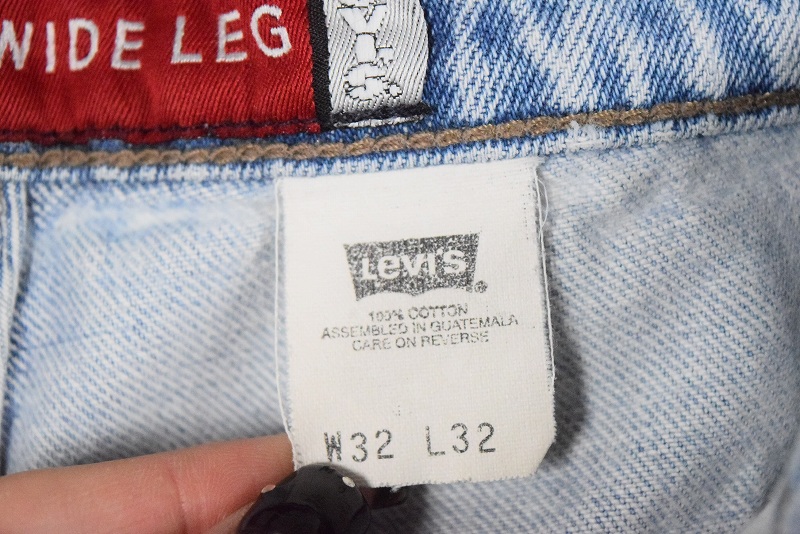 WIDE LEG
Levi's
100% COTTON
ASSEMBLED IN GUATEMALA
CARE ON REVERSE
W32 L32